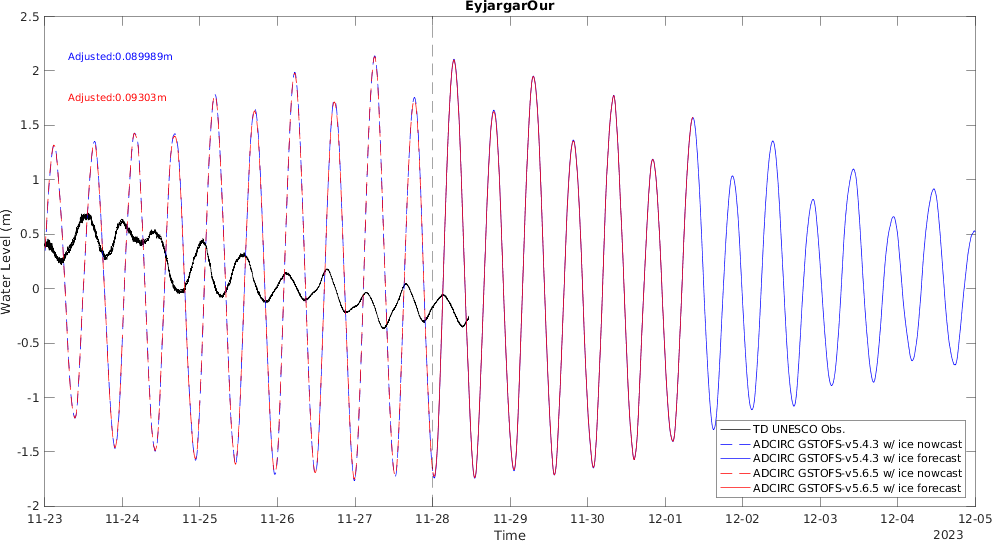 EyjargarOur
Adjusted:0.089989m
Adjusted:0.09303m
2.5
2
1.5
1
0.5
0
-0.5
-1
-1.5
-2
Water Level (m)
TD UNESCO Obs.
ADCIRC GSTOFS-v5.4.3 w/ ice nowcast
ADCIRC GSTOFS-v5.4.3 w/ ice forecast
ADCIRC GSTOFS-v5.6.5 w/ ice nowcast
ADCIRC GSTOFS-v5.6.5 w/ ice forecast
11-23 11-24 11-25 11-26 11-27 11-28 11-29 11-30 12-01 12-02 12-03 12-04 12-05
Time
2023